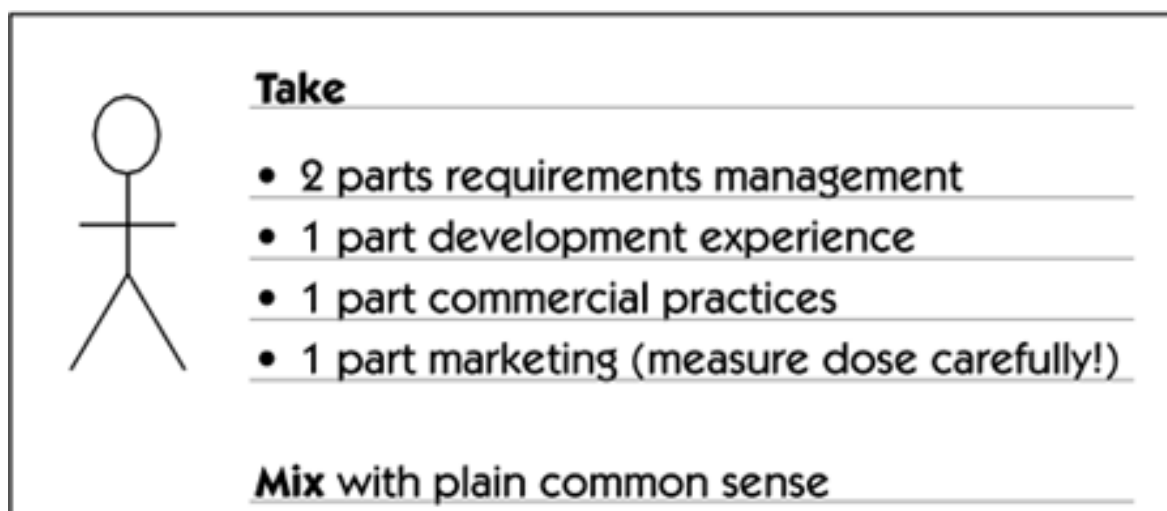 Take
• 2 parts requirements management
• 1 part development experience
• 1 part commercial practices
• 1 part marketing (measure dose carefully!)
Mix with plain common sense